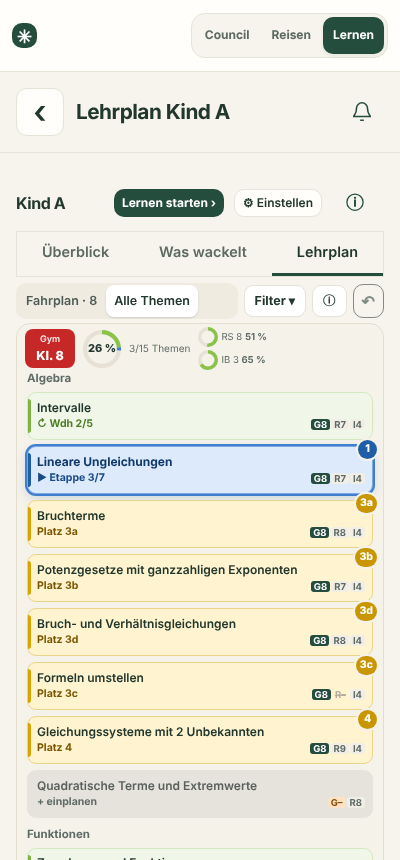 Council Reisen Lernen
‹ Lehrplan Kind A
Kind A Lernen starten › ⚙ Einstellen ⓘ
Überblick Was wackelt Lehrplan
Fahrplan · 8 Alle Themen Filter ▾ ⓘ ↶
Gym
Kl. 8
26 % 3/15 Themen
RS 8 51 %
IB 3 65 %
Algebra
Intervalle
↻ Wdh 2/5 G8 R7 I4
1
Lineare Ungleichungen
▶ Etappe 3/7 G8 R7 I4
3a
Bruchterme
Platz 3a G8 R8 I4
3b
Potenzgesetze mit ganzzahligen Exponenten
Platz 3b G8 R7 I4
3d
Bruch- und Verhältnisgleichungen
Platz 3d G8 R8 I4
3c
Formeln umstellen
Platz 3c G8 R– I4
4
Gleichungssysteme mit 2 Unbekannten
Platz 4 G8 R9 I4
Quadratische Terme und Extremwerte
+ einplanen G– R8
Funktionen